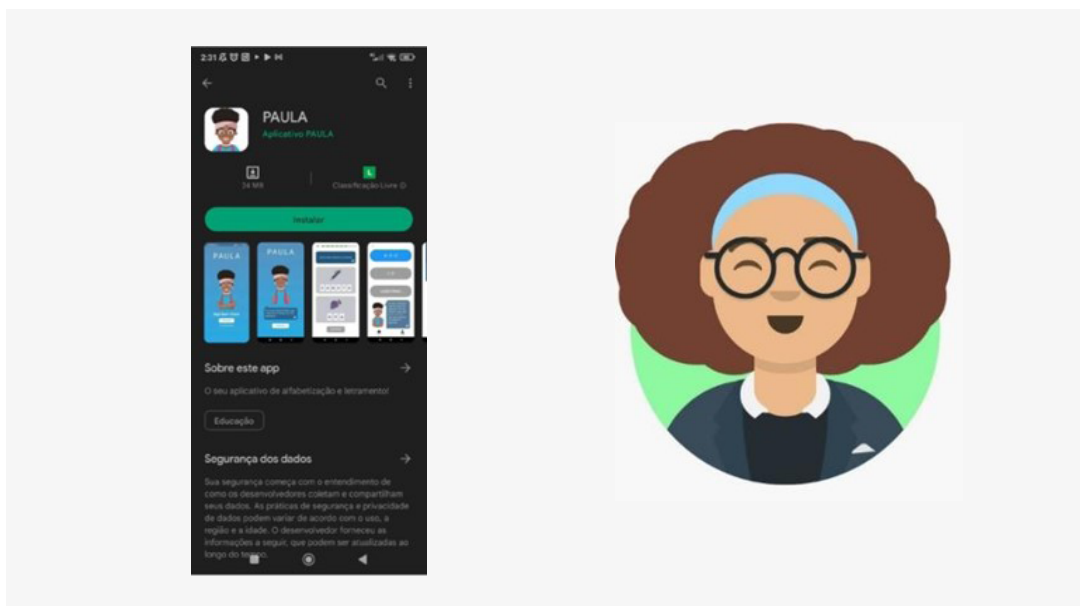 2:31
PAULA
Aplicativo PAULA
L
24 MB
Classificação Livre
Instalar
PAULA
PAULA
Sobre este app
O seu aplicativo de alfabetização e letramento!
Educação
Segurança dos dados
Sua segurança começa com o entendimento de
como os desenvolvedores coletam e compartilham
seus dados. As práticas de segurança e privacidade
de dados podem variar de acordo com o uso, a
região e a idade. O desenvolvedor forneceu as
informações a seguir, que podem ser atualizadas ao
longo do tempo.